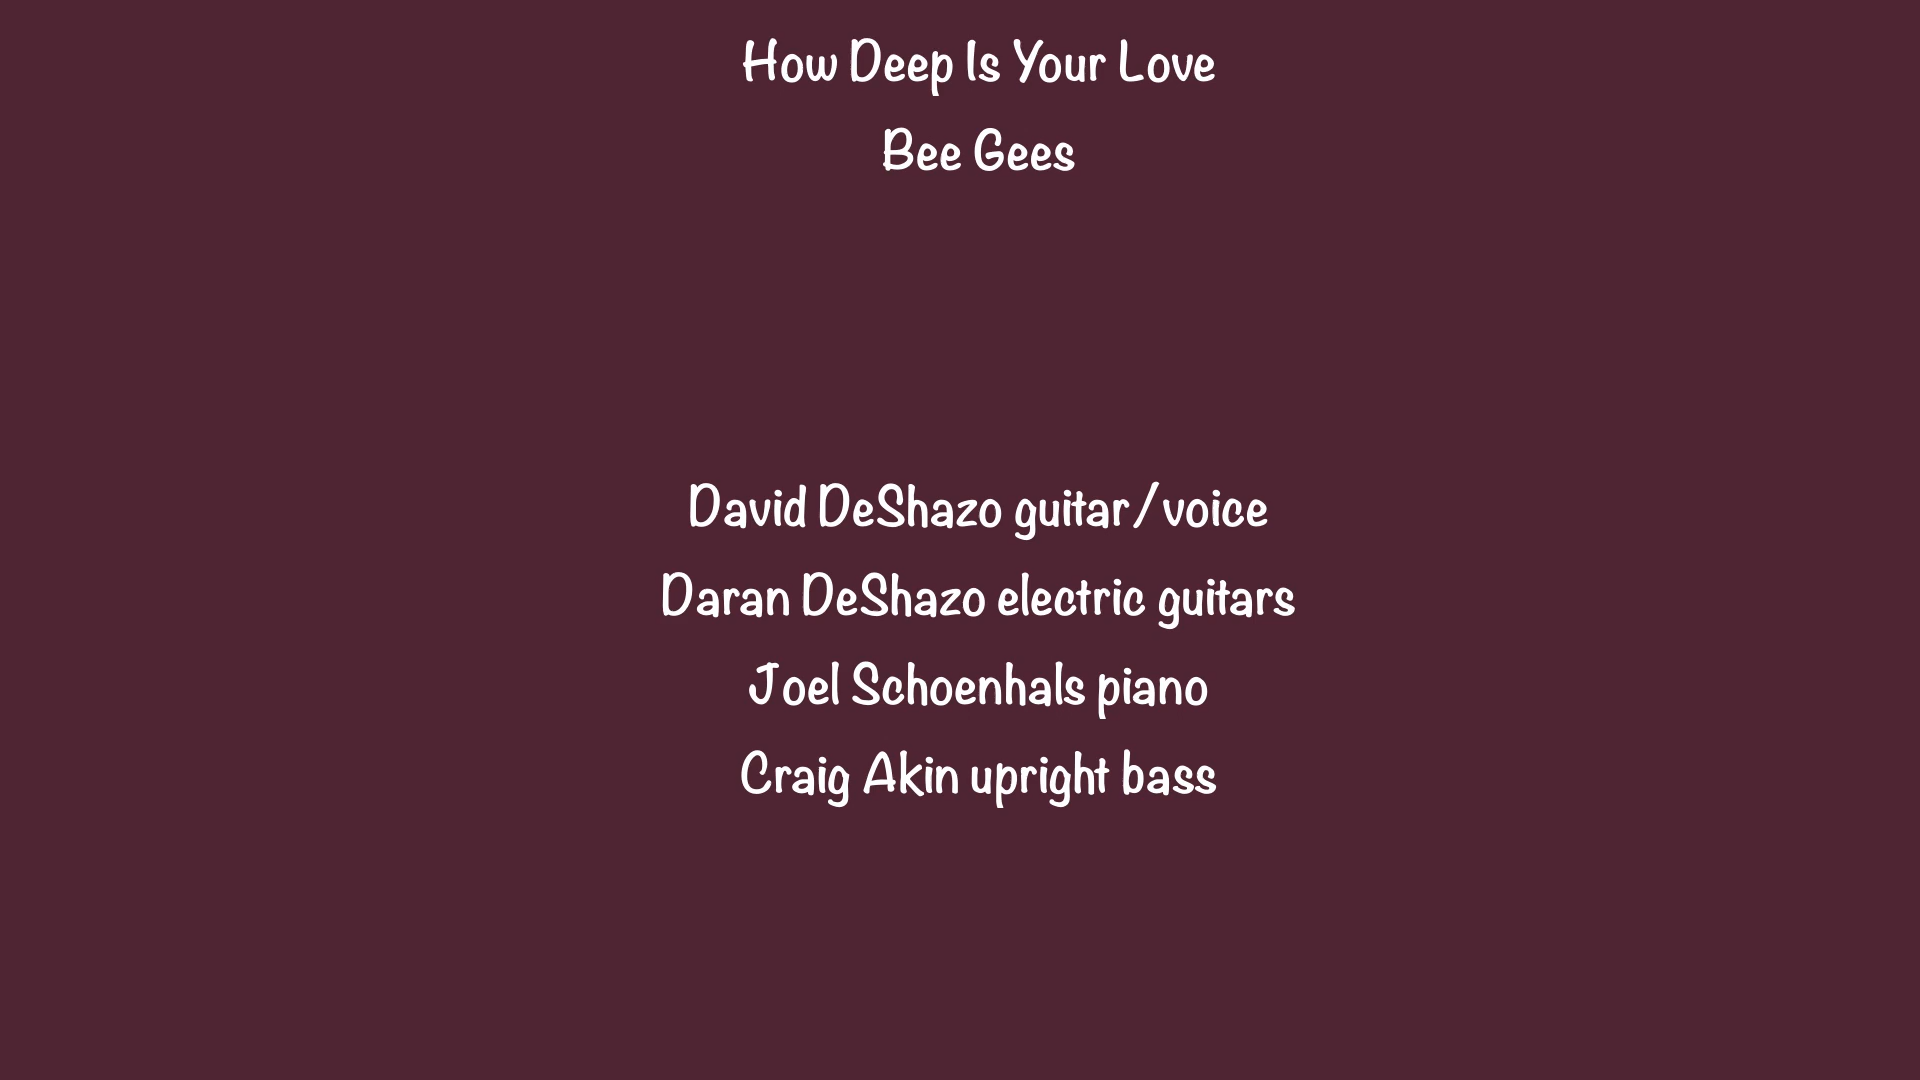 How Deep Is Your Love
Bee Gees
David DeShazo guitar/voice
Daran DeShazo electric guitars
Joel Schoenhals piano
Craig Akin upright bass